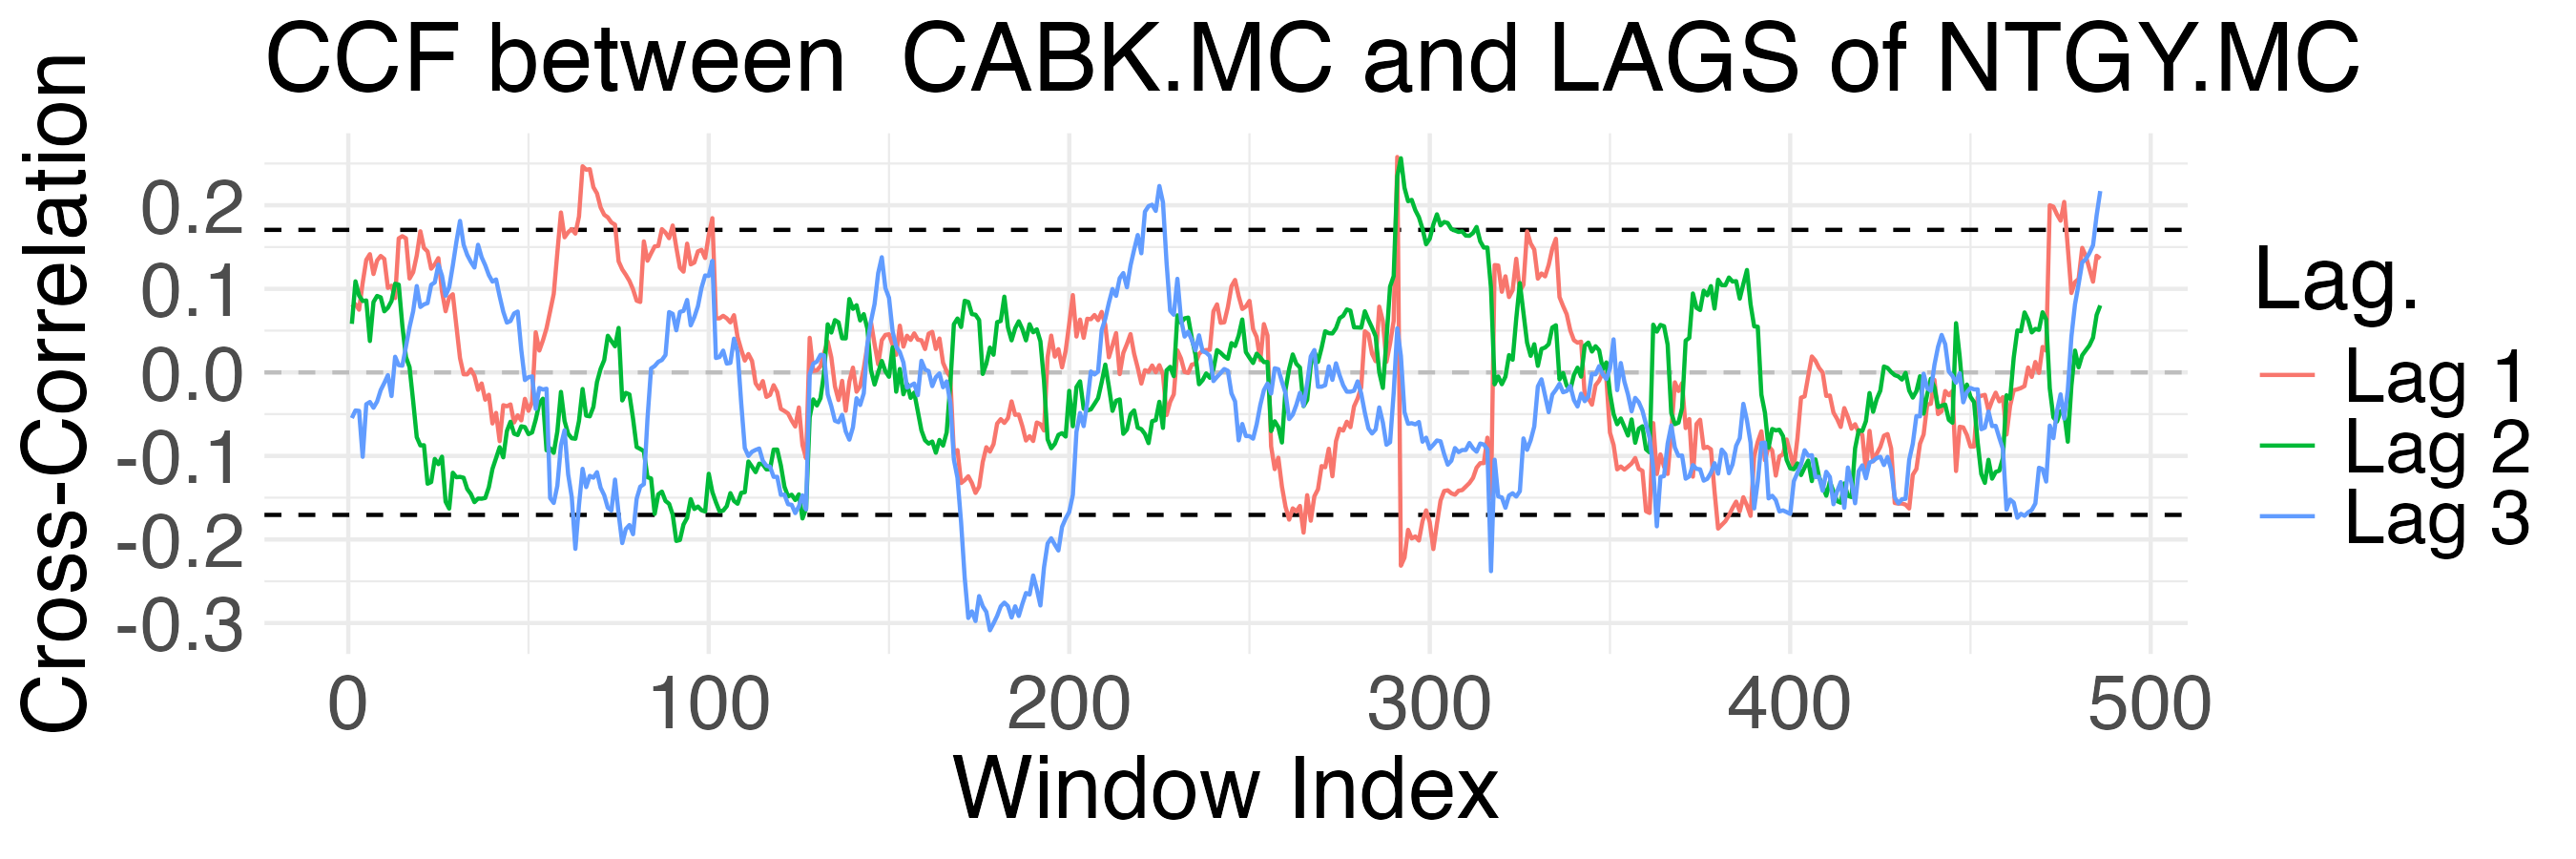 CCF between  CABK.MC and LAGS of NTGY.MC
Cross-Correlation
0.2
0.1
0.0
-0.1
-0.2
-0.3
0 100 200 300 400 500
Window Index
Lag.
Lag 1
Lag 2
Lag 3